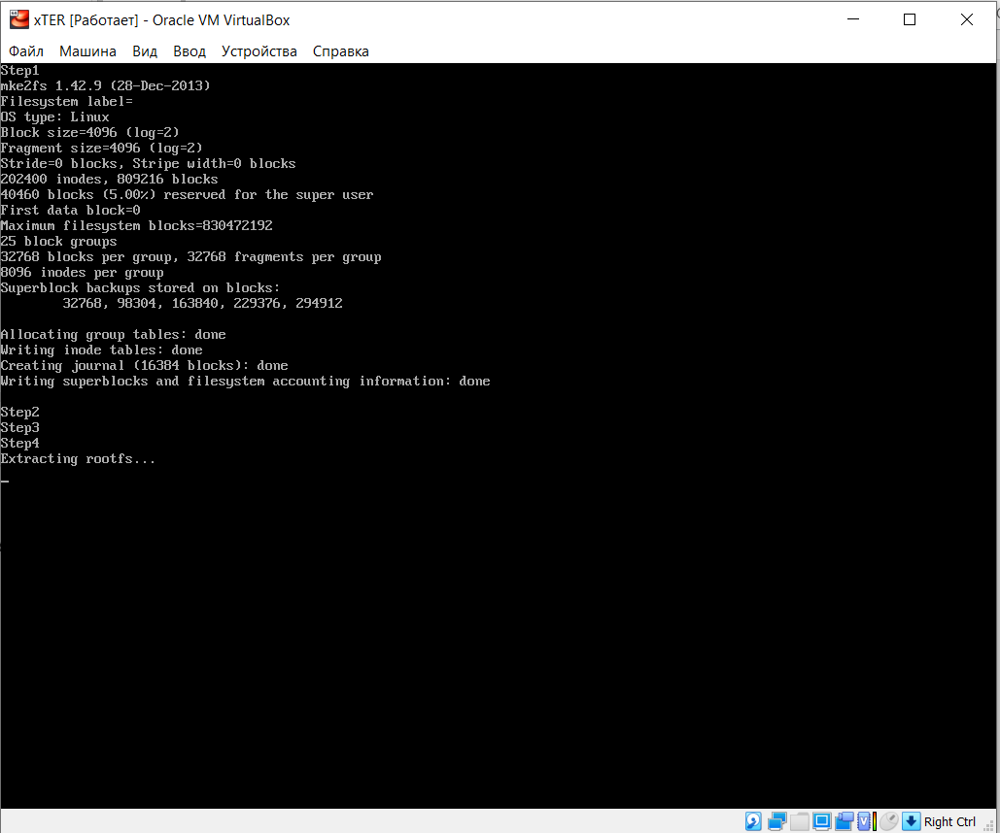 xTER [Работает] - Oracle VM VirtualBox
Файл Машина Вид Ввод Устройства Справка
Step1
mke2fs 1.42.9 (28-Dec-2013)
Filesystem label=
OS type: Linux
Block size=4096 (log=2)
Fragment size=4096 (log=2)
Stride=0 blocks, Stripe width=0 blocks
202400 inodes, 809216 blocks
40460 blocks (5.00%) reserved for the super user
First data block=0
Maximum filesystem blocks=830472192
25 block groups
32768 blocks per group, 32768 fragments per group
8096 inodes per group
Superblock backups stored on blocks:
32768, 98304, 163840, 229376, 294912
Allocating group tables: done
Writing inode tables: done
Creating journal (16384 blocks): done
Writing superblocks and filesystem accounting information: done
Step2
Step3
Step4
Extracting rootfs...
_
Right Ctrl